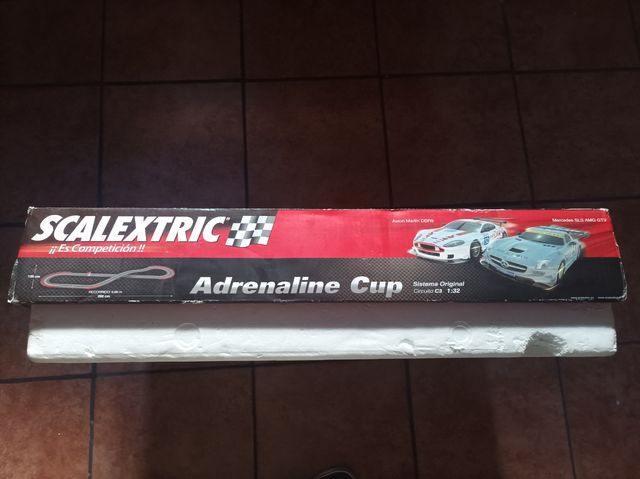 SCALEXTRIC
¡¡Es Competición!!
Aston Martin DBR9
Mercedes SLS AMG GT3
Adrenaline Cup
Sistema Original
Circuito C3 1:32